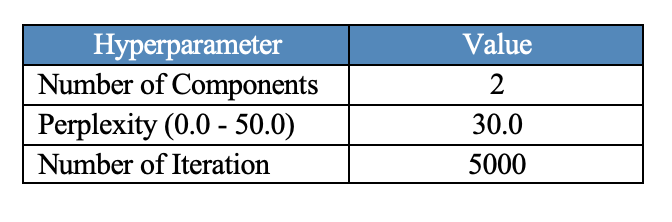 Hyperparameter Value
Number of Components 2
Perplexity (0.0 - 50.0) 30.0
Number of Iteration 5000